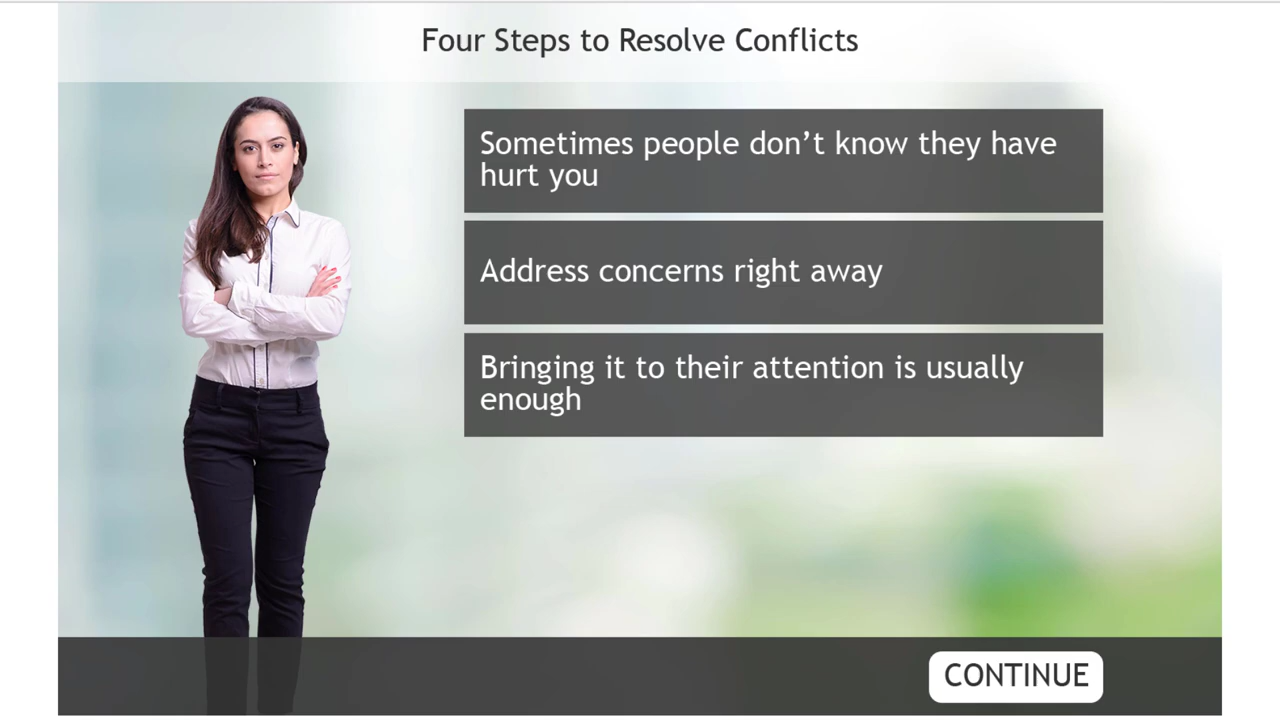 Four Steps to Resolve Conflicts
Sometimes people don’t know they have
hurt you
Address concerns right away
Bringing it to their attention is usually
enough
CONTINUE